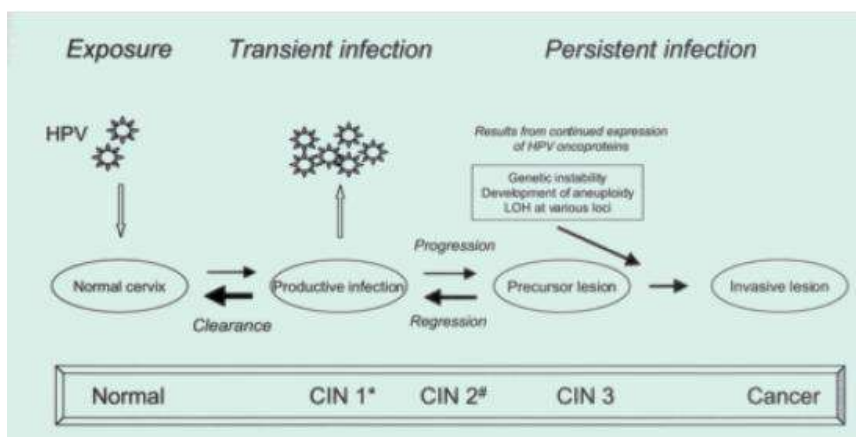 Exposure
Transient infection
Persistent infection
HPV
Results from continued expression
of HPV oncoproteins
Genetic instability
Development of aneuploidy
LOH at various loci
Progression
Normal cervix
Productive infection
Precursor lesion
Invasive lesion
Clearance
Regression
Normal
CIN 1*
CIN 2#
CIN 3
Cancer